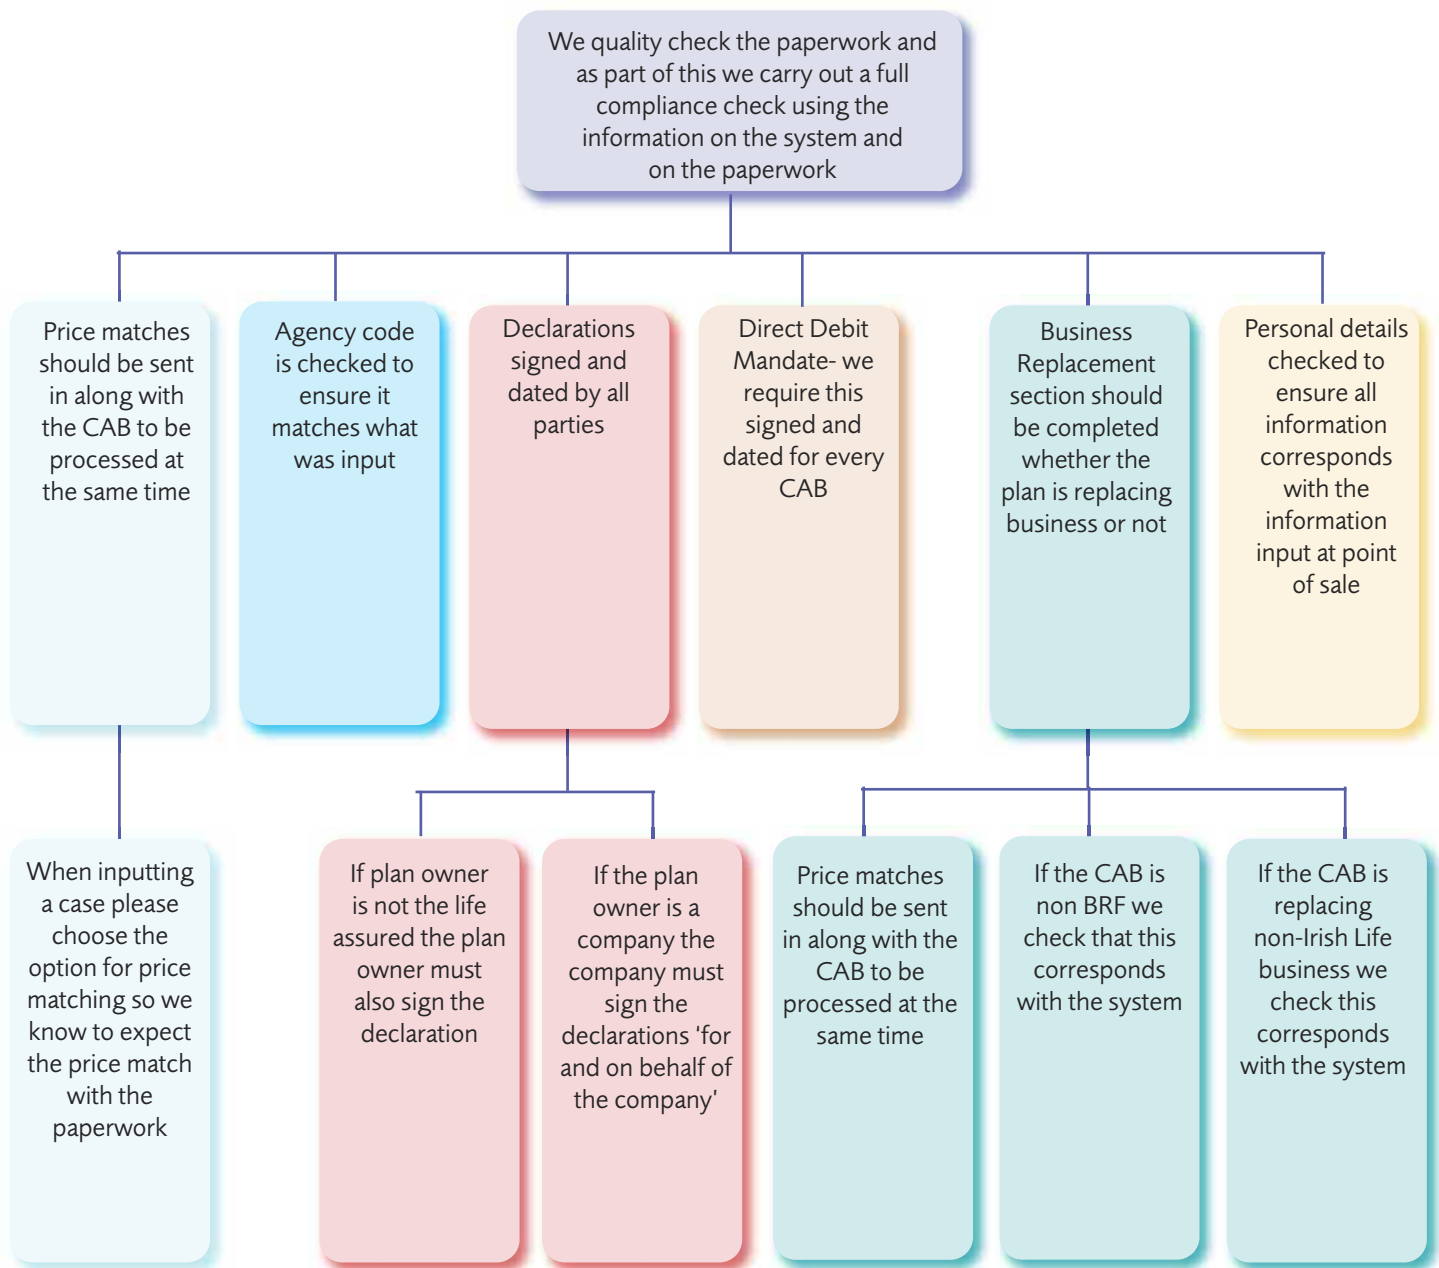 We quality check the paperwork and
as part of this we carry out a full
compliance check using the
information on the system and
on the paperwork
Price matches
should be sent
in along with
the CAB to be
processed at
the same time
Agency code
is checked to
ensure it
matches what
was input
Declarations
signed and
dated by all
parties
Direct Debit
Mandate- we
require this
signed and
dated for every
CAB
Business
Replacement
section should
be completed
whether the
plan is replacing
business or not
Personal details
checked to
ensure all
information
corresponds
with the
information
input at point
of sale
When inputting
a case please
choose the
option for price
matching so we
know to expect
the price match
with the
paperwork
If plan owner
is not the life
assured the plan
owner must
also sign the
declaration
If the plan
owner is a
company the
company must
sign the
declarations ‘for
and on behalf of
the company’
Price matches
should be sent
in along with the
CAB to be
processed at the
same time
If the CAB is
non BRF we
check that this
corresponds
with the system
If the CAB is
replacing
non-Irish Life
business we
check this
corresponds
with the system